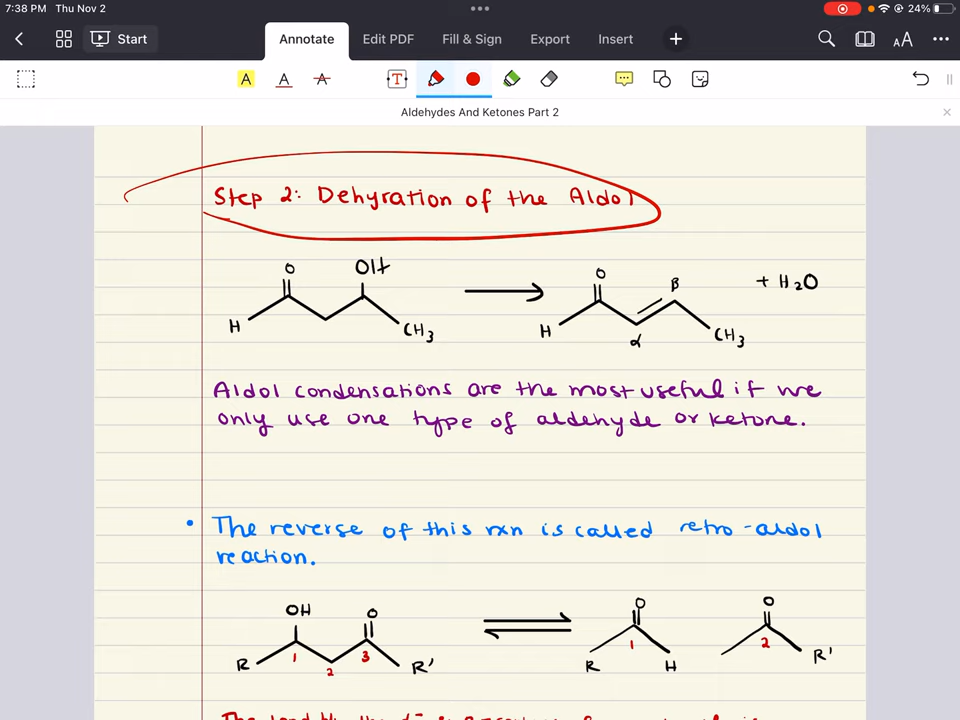 7:38 PM Thu Nov 2
24%
Start
Annotate
Edit PDF
Fill & Sign
Export
Insert
Aldehydes And Ketones Part 2
Step 2: Dehyration of the Aldol
O OH
H CH3
O β
H α CH3
+ H2O
Aldol condensations are the most useful if we
only use one type of aldehyde or ketone.
• The reverse of this rxn is called retro-aldol
reaction.
OH O
R 1 2 3 R'
O
R 1 H
O
2 R'